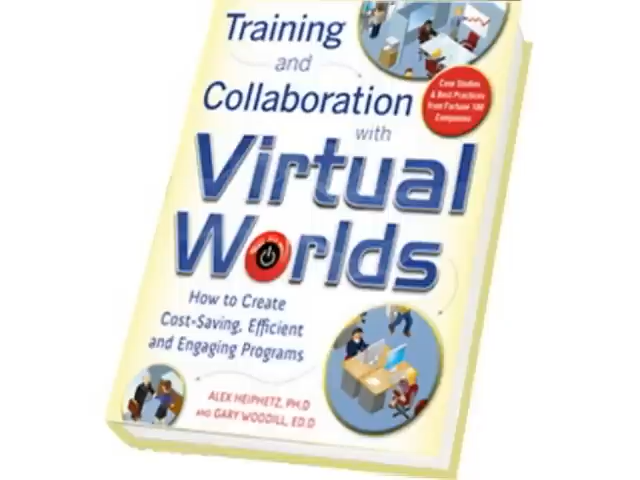 Training
and
Collaboration
with
Virtual
Worlds
Case Studies
& Best Practices
from Fortune 100
Companies
How to Create
Cost-Saving, Efficient
and Engaging Programs
ALEX HEIPHETZ, PH.D
AND GARY WOODILL, ED.D